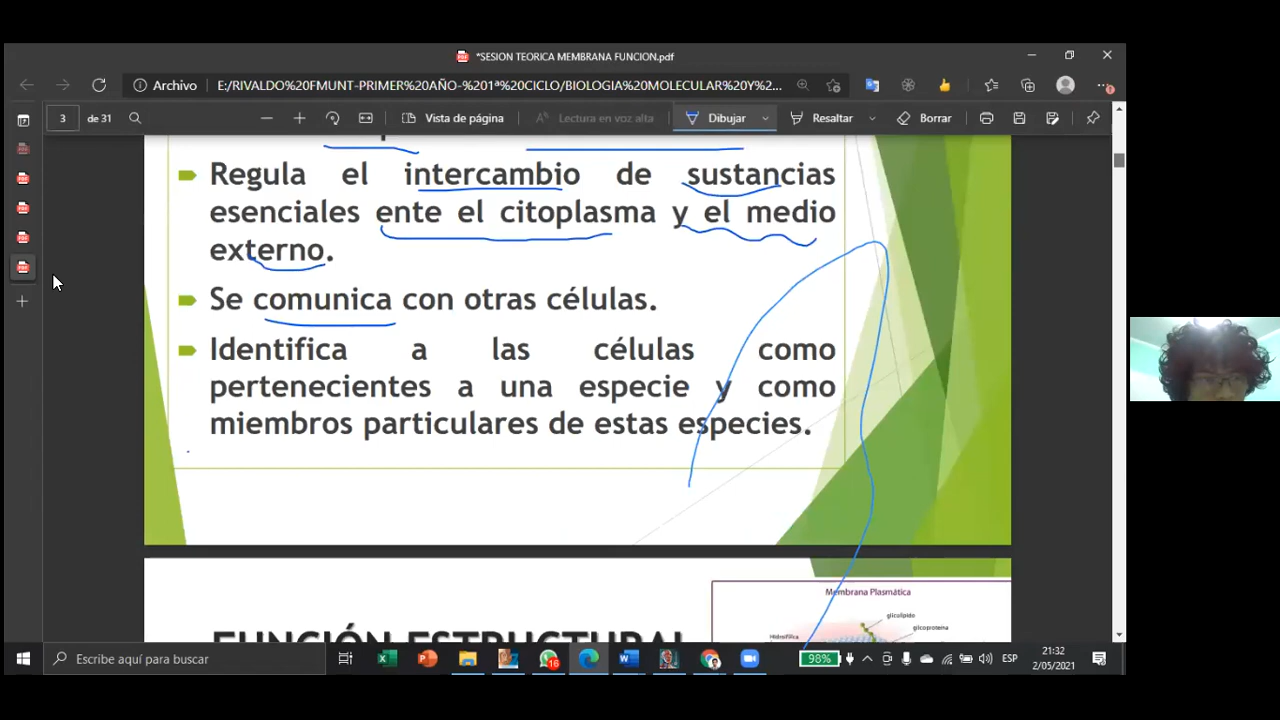 *SESION TEORICA MEMBRANA FUNCION.pdf
Archivo
E:/RIVALDO%20FMUNT-PRIMER%20AÑO-%201ª%20CICLO/BIOLOGIA%20MOLECULAR%20Y%2...
3 de 31
Vista de página
Lectura en voz alta
Dibujar
Resaltar
Borrar
Regula el intercambio de sustancias
esenciales ente el citoplasma y el medio
externo.
Se comunica con otras células.
Identifica a las células como
pertenecientes a una especie y como
miembros particulares de estas especies.
FUNCIÓN ESTRUCTURAL
Membrana Plasmática
glicolípido
glicoproteina
Hidrofílica
Escribe aquí para buscar
16
98%
ESP
21:32
2/05/2021